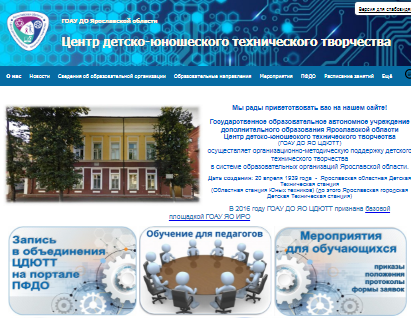 Версия для слабовидя
ГОАУ ДО Ярославской области
Центр детско-юношеского технического творчества
О нас Новости Сведения об образовательной организации Образовательные направления Мероприятия ПФДО Расписание занятий Ещё
Мы рады приветствовать вас на нашем сайте!
Государственное образовательное автономное учреждение
дополнительного образования Ярославской области
Центр детско-юношеского технического творчества
(ГОАУ ДО ЯО ЦДЮТТ)
осуществляет организационно-методическую поддержку детского
технического творчества
в системе образовательных организаций Ярославской области.
Дата создания: 20 апреля 1939 года - Ярославская областная Детская
Техническая станция
(Областная станция Юных техников) (до этого Ярославская городская
Детская Техническая станция)
В 2016 году ГОАУ ДО ЯО ЦДЮТТ признана базовой
площадкой ГОАУ ЯО ИРО
Запись
в объединения
ЦДЮТТ
на портале
ПФДО
Обучение для педагогов
Мероприятия
для обучающихся
приказы
положения
протоколы
формы заявок